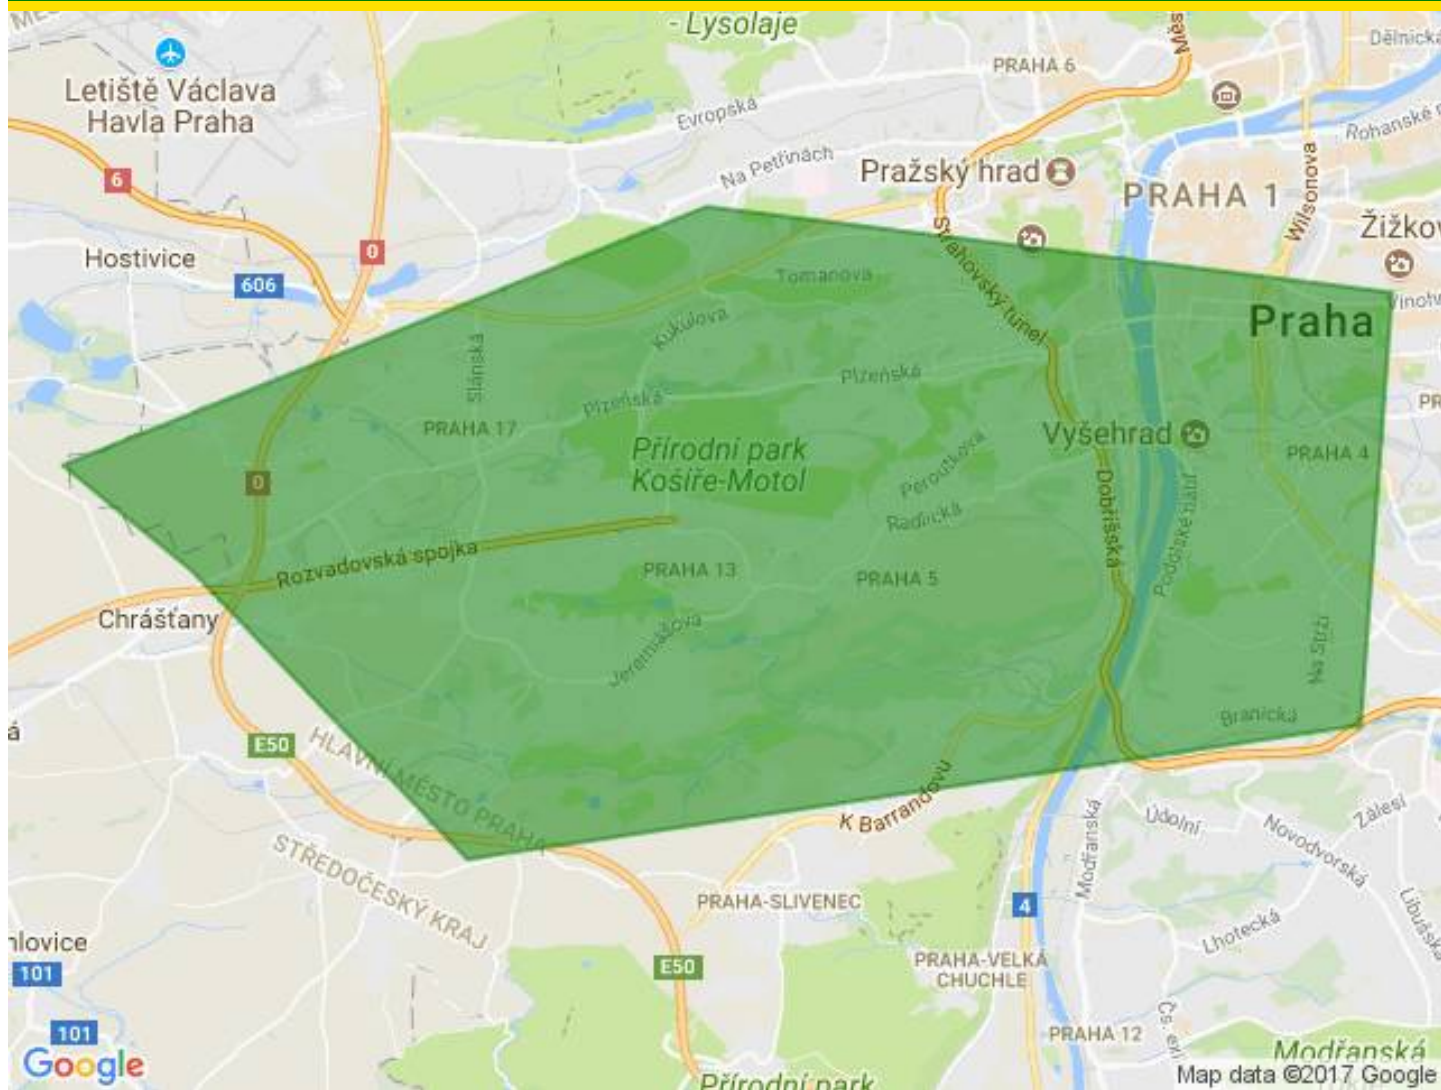 - Lysolaje
Dělnická
PRAHA 6
Letiště Václava
Havla Praha
Evropská
Rohanské
Na Petřinách
Pražský hrad
6
PRAHA 1
Wilsonova
Žižkov
Hostivice
0
606
Strahovský tunel
Tomanova
Kukulova
Praha
Slánská
Plzeňská
Plzeňská
PRAHA 17
Přírodní park
Košíře-Motol
Vyšehrad
Peroutkova
PRAHA 4
0
Radlická
Dobříšská
Podolské nábř
Rozvadovská spojka
PRAHA 13
PRAHA 5
Chrášťany
Jeremiášova
Na Strži
Branická
E50
HLAVNÍ MĚSTO PRAHA
K Barrandovu
Údolní
Zálesí
Novodvorská
Modřanská
STŘEDOČESKÝ KRAJ
PRAHA-SLIVENEC
4
Libušská
Lhotecká
hlovice
101
E50
PRAHA-VELKÁ
CHUCHLE
101
PRAHA 12
Modřanská
Google
Přírodní park
Map data ©2017 Google